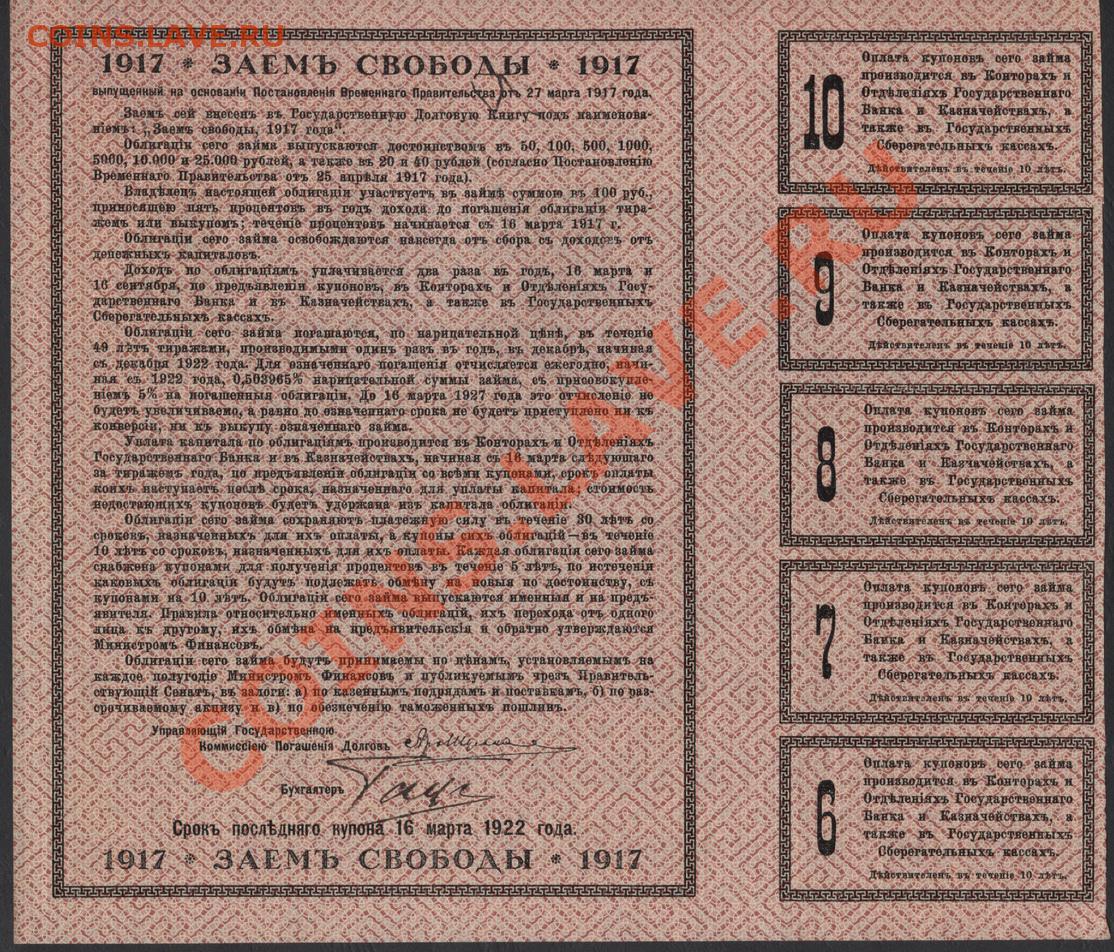 COINS.LAVE.RU
1917 * ЗАЕМЪ СВОБОДЫ * 1917
выпущенный на основаніи Постановленія Временнаго Правительства отъ 27 марта 1917 года.
Заемъ сей внесенъ въ Государственную Долговую Книгу подъ наименова-
ніемъ: „Заемъ свободы, 1917 года“.
Облигаціи сего займа выпускаются достоинствомъ въ 50, 100, 500, 1000,
5000, 10.000 и 25.000 рублей, а также въ 20 и 40 рублей (согласно Постановленію
Временнаго Правительства отъ 25 апрѣля 1917 года).
Владѣлецъ настоящей облигаціи участвуетъ въ займѣ суммою въ 100 руб.,
приносящею пять процентовъ въ годъ дохода до погашенія облигаціи тира-
жемъ или выкупомъ; теченіе процентовъ начинается съ 16 марта 1917 г.
Облигаціи сего займа освобождаются навсегда отъ сбора съ доходовъ отъ
денежныхъ капиталовъ.
Доходъ по облигаціямъ уплачивается два раза въ годъ, 16 марта и
16 сентября, по предъявленіи купоновъ, въ Конторахъ и Отдѣленіяхъ Госу-
дарственнаго Банка и въ Казначействахъ, а также въ Государственныхъ
Сберегательныхъ кассахъ.
Облигаціи сего займа погашаются, по нарицательной цѣнѣ, въ теченіе
49 лѣтъ тиражами, производимыми одинъ разъ въ годъ, въ декабрѣ, начиная
съ декабря 1922 года. Для означеннаго погашенія отчисляется ежегодно, начи-
ная съ 1922 года, 0,503965% нарицательной суммы займа, съ присовокупле-
ніемъ 5% на погашенныя облигаціи. До 16 марта 1927 года это отчисленіе не
будетъ увеличиваемо, а равно до означеннаго срока не будетъ приступлено ни къ
конверсіи, ни къ выкупу означеннаго займа.
Уплата капитала по облигаціямъ производится въ Конторахъ и Отдѣленіяхъ
Государственнаго Банка и въ Казначействахъ, начиная съ 16 марта слѣдующаго
за тиражемъ года, по предъявленіи облигаціи со всѣми купонами, срокъ оплаты
коихъ наступаетъ послѣ срока, назначеннаго для уплаты капитала; стоимость
недостающихъ купоновъ будетъ удержана изъ капитала облигаціи.
Облигаціи сего займа сохраняютъ платежную силу въ теченіе 30 лѣтъ со
сроковъ, назначенныхъ для ихъ оплаты, а купоны сихъ облигацій—въ теченіе
10 лѣтъ со сроковъ, назначенныхъ для ихъ оплаты. Каждая облигація сего займа
снабжена купонами для полученія процентовъ въ теченіе 5 лѣтъ, по истеченіи
каковыхъ облигаціи будутъ подлежать обмѣну на новыя по достоинству, съ
купонами на 10 лѣтъ. Облигаціи сего займа выпускаются именныя и на предъ-
явителя. Правила относительно именныхъ облигацій, ихъ перехода отъ одного
лица къ другому, ихъ обмѣна на предъявительскія и обратно утверждаются
Министромъ Финансовъ.
Облигаціи сего займа будутъ принимаемы по цѣнамъ, установляемымъ на
каждое полугодіе Министромъ Финансовъ и публикуемымъ чрезъ Правитель-
ствующій Сенатъ, въ залоги: а) по казеннымъ подрядамъ и поставкамъ, б) по раз-
срочиваемому акцизу и в) по обезпеченію таможенныхъ пошлинъ.
Управляющій Государственною
Комиссіею Погашенія Долговъ
Бухгалтеръ
Срокъ послѣдняго купона 16 марта 1922 года.
1917 * ЗАЕМЪ СВОБОДЫ * 1917
10
Оплата купоновъ сего займа
производится въ Конторахъ и
Отдѣленіяхъ Государственнаго
Банка и Казначействахъ, а
также въ Государственныхъ
Сберегательныхъ кассахъ.
Дѣйствителенъ въ теченіе 10 лѣтъ.
9
Оплата купоновъ сего займа
производится въ Конторахъ и
Отдѣленіяхъ Государственнаго
Банка и Казначействахъ, а
также въ Государственныхъ
Сберегательныхъ кассахъ.
Дѣйствителенъ въ теченіе 10 лѣтъ.
8
Оплата купоновъ сего займа
производится въ Конторахъ и
Отдѣленіяхъ Государственнаго
Банка и Казначействахъ, а
также въ Государственныхъ
Сберегательныхъ кассахъ.
Дѣйствителенъ въ теченіе 10 лѣтъ.
7
Оплата купоновъ сего займа
производится въ Конторахъ и
Отдѣленіяхъ Государственнаго
Банка и Казначействахъ, а
также въ Государственныхъ
Сберегательныхъ кассахъ.
Дѣйствителенъ въ теченіе 10 лѣтъ.
6
Оплата купоновъ сего займа
производится въ Конторахъ и
Отдѣленіяхъ Государственнаго
Банка и Казначействахъ, а
также въ Государственныхъ
Сберегательныхъ кассахъ.
Дѣйствителенъ въ теченіе 10 лѣтъ.
COINS.LAVE.RU